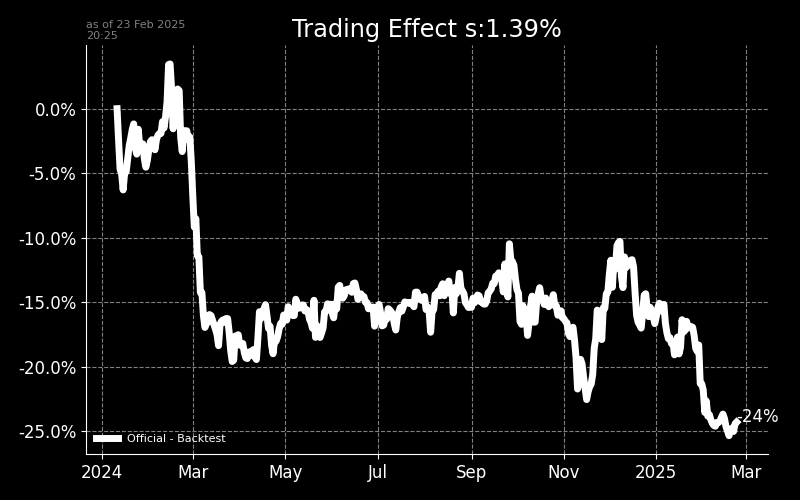 as of 23 Feb 2025
20:25
Trading Effect s:1.39%
0.0%
-5.0%
-10.0%
-15.0%
-20.0%
-25.0%
-24%
Official - Backtest
2024 Mar May Jul Sep Nov 2025 Mar